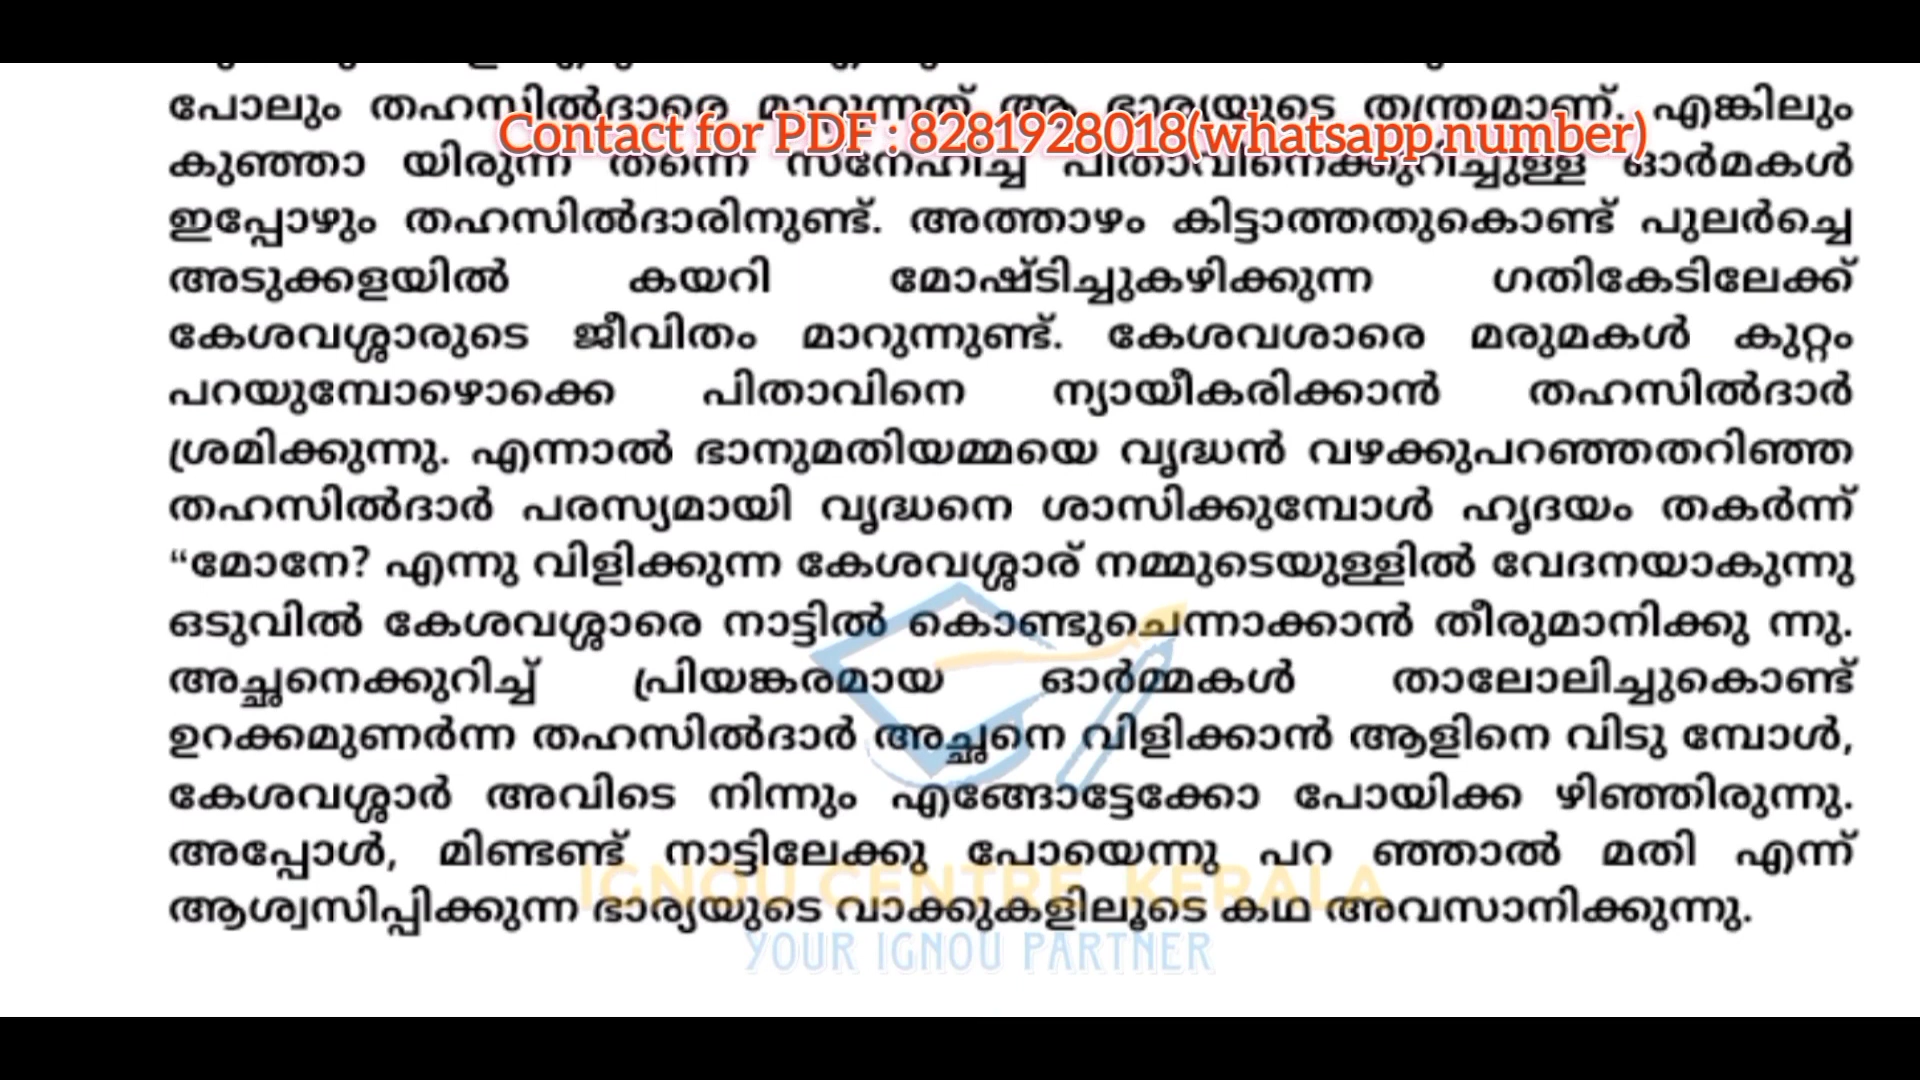 പോലും തഹസിൽദാരെ മാറ്റുന്നത് ആ ഭാര്യയുടെ തന്ത്രമാണ്. എങ്കിലും
Contact for PDF : 8281928018(whatsapp number)
കുഞ്ഞാ യിരുന്ന തന്നെ സ്നേഹിച്ച പിതാവിനെക്കുറിച്ചുള്ള ഓർമകൾ
ഇപ്പോഴും തഹസിൽദാരിനുണ്ട്. അത്താഴം കിട്ടാത്തതുകൊണ്ട് പുലർച്ചെ
അടുക്കളയിൽ കയറി മോഷ്ടിച്ചുകഴിക്കുന്ന ഗതികേടിലേക്ക്
കേശവശ്ശാരുടെ ജീവിതം മാറുന്നുണ്ട്. കേശവശാരെ മരുമകൾ കുറ്റം
പറയുമ്പോഴൊക്കെ പിതാവിനെ ന്യായീകരിക്കാൻ തഹസിൽദാർ
ശ്രമിക്കുന്നു. എന്നാൽ ഭാനുമതിയമ്മയെ വൃദ്ധൻ വഴക്കുപറഞ്ഞതറിഞ്ഞ
തഹസിൽദാർ പരസ്യമായി വൃദ്ധനെ ശാസിക്കുമ്പോൾ ഹൃദയം തകർന്ന്
“മോനേ? എന്നു വിളിക്കുന്ന കേശവശ്ശാര് നമ്മുടെയുള്ളിൽ വേദനയാകുന്നു
ഒടുവിൽ കേശവശ്ശാരെ നാട്ടിൽ കൊണ്ടുചെന്നാക്കാൻ തീരുമാനിക്കു ന്നു.
അച്ഛനെക്കുറിച്ച് പ്രിയങ്കരമായ ഓർമ്മകൾ താലോലിച്ചുകൊണ്ട്
ഉറക്കമുണർന്ന തഹസിൽദാർ അച്ഛനെ വിളിക്കാൻ ആളിനെ വിടു മ്പോൾ,
കേശവശ്ശാർ അവിടെ നിന്നും എങ്ങോട്ടേക്കോ പോയിക്ക ഴിഞ്ഞിരുന്നു.
അപ്പോൾ, മിണ്ടണ്ട് നാട്ടിലേക്കു പോയെന്നു പറ ഞ്ഞാൽ മതി എന്ന്
ആശ്വസിപ്പിക്കുന്ന ഭാര്യയുടെ വാക്കുകളിലൂടെ കഥ അവസാനിക്കുന്നു.
IGNOU CENTRE KERALA
YOUR IGNOU PARTNER